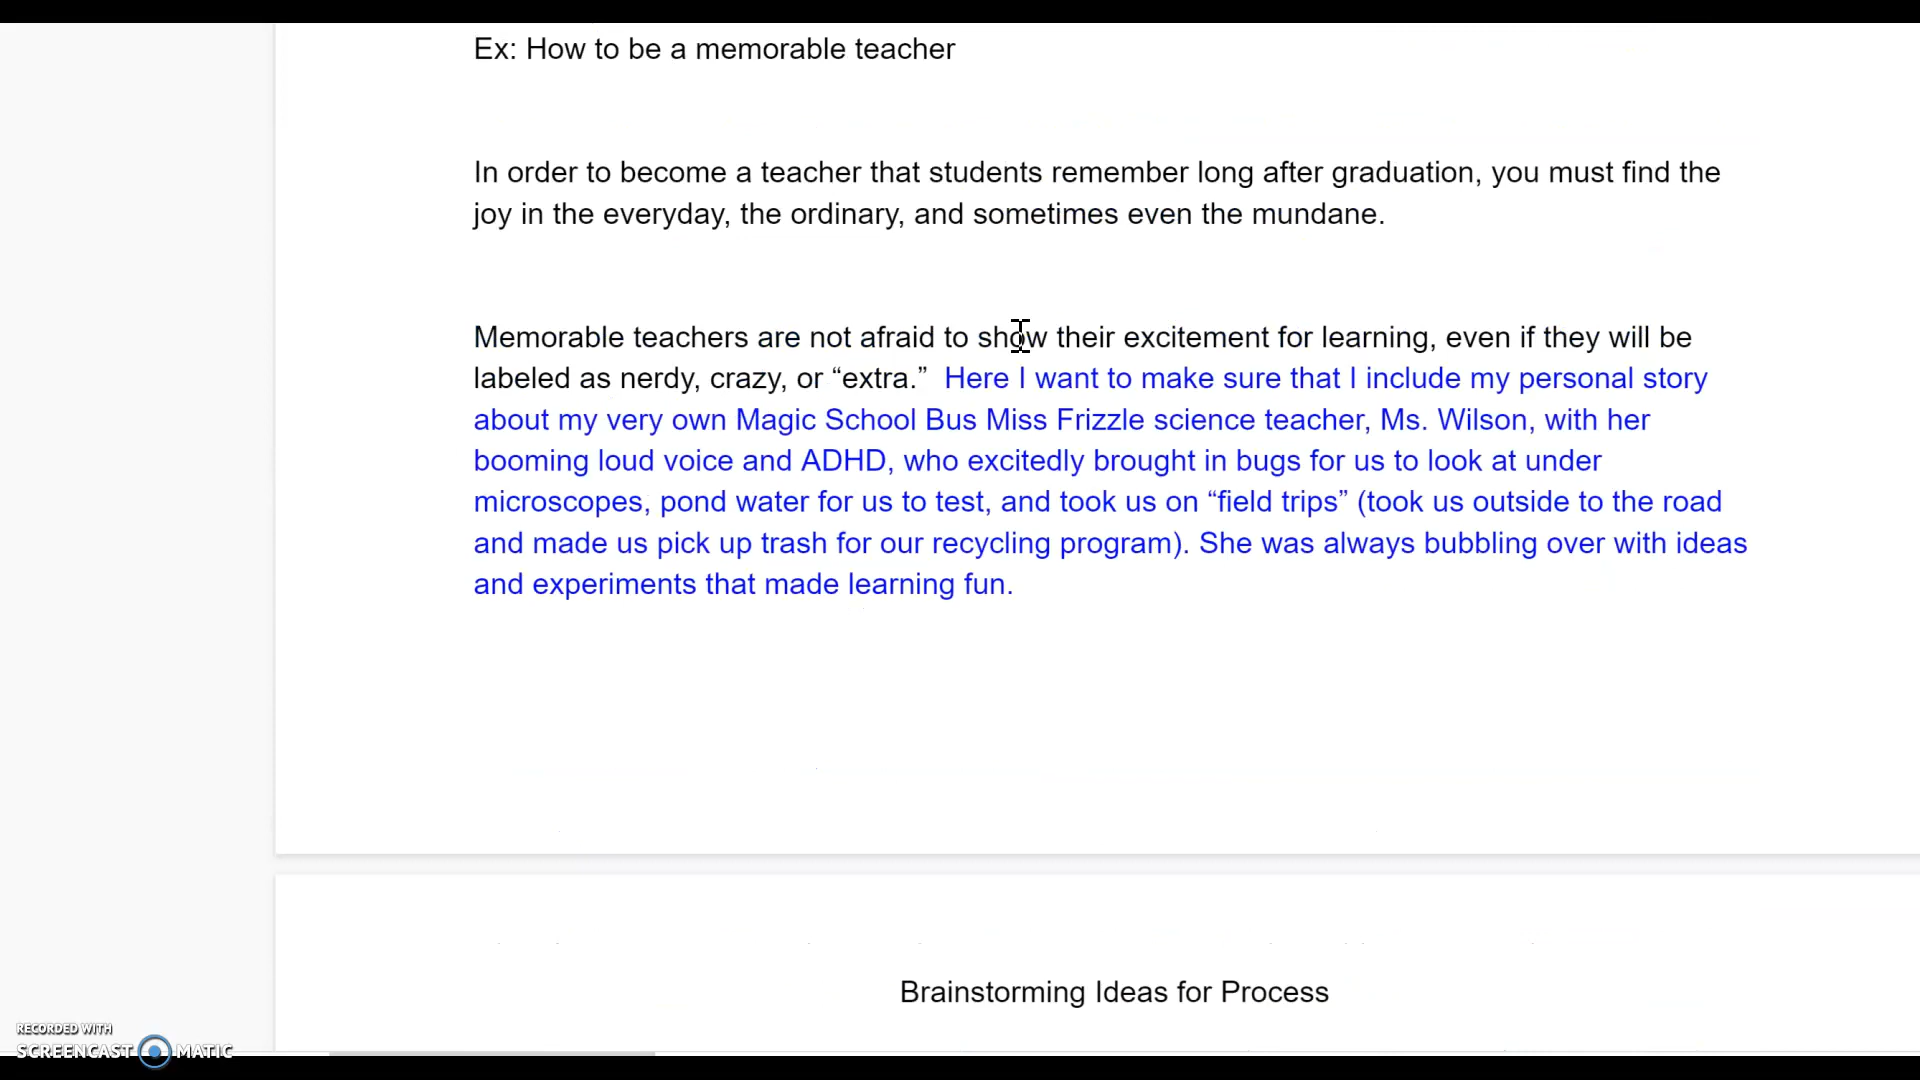 Ex: How to be a memorable teacher
In order to become a teacher that students remember long after graduation, you must find the
joy in the everyday, the ordinary, and sometimes even the mundane.
Memorable teachers are not afraid to show their excitement for learning, even if they will be
labeled as nerdy, crazy, or “extra.”  Here I want to make sure that I include my personal story
about my very own Magic School Bus Miss Frizzle science teacher, Ms. Wilson, with her
booming loud voice and ADHD, who excitedly brought in bugs for us to look at under
microscopes, pond water for us to test, and took us on “field trips” (took us outside to the road
and made us pick up trash for our recycling program). She was always bubbling over with ideas
and experiments that made learning fun.
Brainstorming Ideas for Process
RECORDED WITH
SCREENCAST MATIC